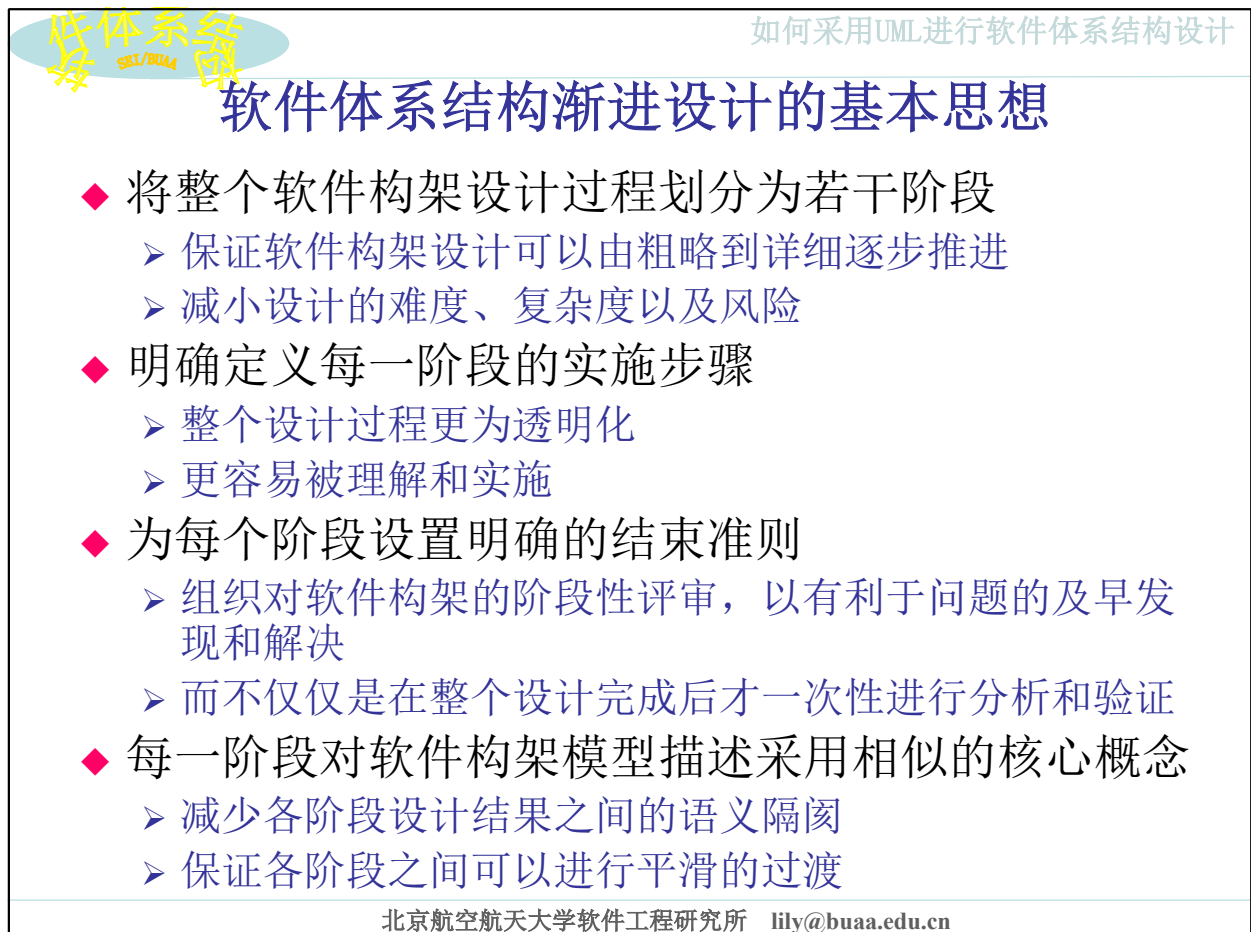 如何采用UML进行软件体系结构设计
件体系结
SEI/BUAA
软件体系结构渐进设计的基本思想
将整个软件构架设计过程划分为若干阶段
保证软件构架设计可以由粗略到详细逐步推进
减小设计的难度、复杂度以及风险
明确定义每一阶段的实施步骤
整个设计过程更为透明化
更容易被理解和实施
为每个阶段设置明确的结束准则
组织对软件构架的阶段性评审，以有利于问题的及早发
现和解决
而不仅仅是在整个设计完成后才一次性进行分析和验证
每一阶段对软件构架模型描述采用相似的核心概念
减少各阶段设计结果之间的语义隔阂
保证各阶段之间可以进行平滑的过渡
北京航空航天大学软件工程研究所 lily@buaa.edu.cn